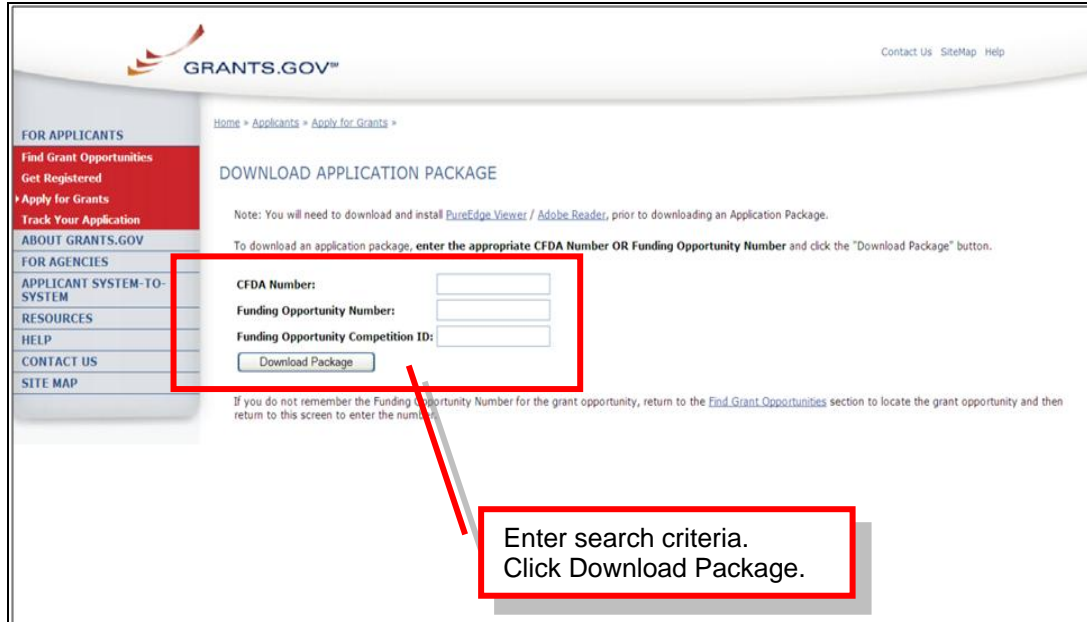 GRANTS.GOV℠
Contact Us SiteMap Help
FOR APPLICANTS
Find Grant Opportunities
Get Registered
Apply for Grants
Track Your Application
ABOUT GRANTS.GOV
FOR AGENCIES
APPLICANT SYSTEM-TO-
SYSTEM
RESOURCES
HELP
CONTACT US
SITE MAP
Home » Applicants » Apply for Grants »
DOWNLOAD APPLICATION PACKAGE
Note: You will need to download and install PureEdge Viewer / Adobe Reader, prior to downloading an Application Package.
To download an application package, enter the appropriate CFDA Number OR Funding Opportunity Number and click the "Download Package" button.
CFDA Number:
Funding Opportunity Number:
Funding Opportunity Competition ID:
Download Package
If you do not remember the Funding Opportunity Number for the grant opportunity, return to the Find Grant Opportunities section to locate the grant opportunity and then
return to this screen to enter the number.
Enter search criteria.
Click Download Package.